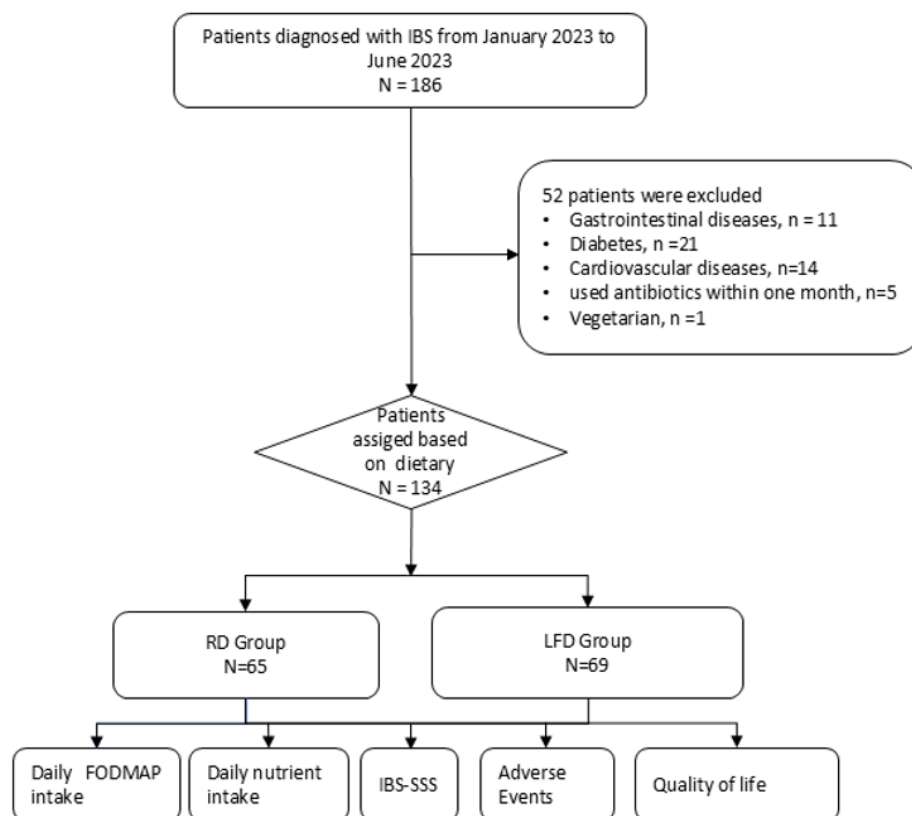 Patients diagnosed with IBS from January 2023 to
June 2023
N = 186
52 patients were excluded
• Gastrointestinal diseases, n = 11
• Diabetes, n =21
• Cardiovascular diseases, n=14
• used antibiotics within one month, n=5
• Vegetarian, n =1
Patients
assiged based
on dietary
N = 134
RD Group
N=65
LFD Group
N=69
Daily FODMAP
intake
Daily nutrient
intake
IBS-SSS
Adverse
Events
Quality of life